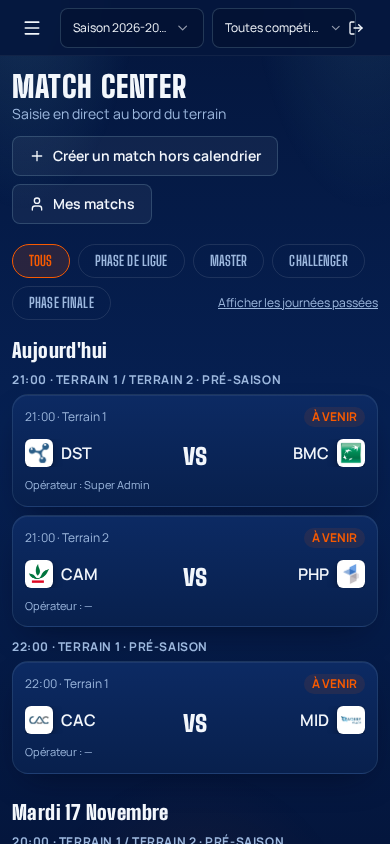 Saison 2026-20...
Toutes compéti...
MATCH CENTER
Saisie en direct au bord du terrain
Créer un match hors calendrier
Mes matchs
TOUS
PHASE DE LIGUE
MASTER
CHALLENGER
PHASE FINALE
Afficher les journées passées
Aujourd'hui
21:00 · TERRAIN 1 / TERRAIN 2 · PRÉ-SAISON
21:00 · Terrain 1
À VENIR
DST
VS
BMC
Opérateur : Super Admin
21:00 · Terrain 2
À VENIR
CAM
VS
PHP
Opérateur : —
22:00 · TERRAIN 1 · PRÉ-SAISON
22:00 · Terrain 1
À VENIR
CAC
CAC
VS
MID
Opérateur : —
Mardi 17 Novembre
20:00 · TERRAIN 1 / TERRAIN 2 · PRÉ-SAISON